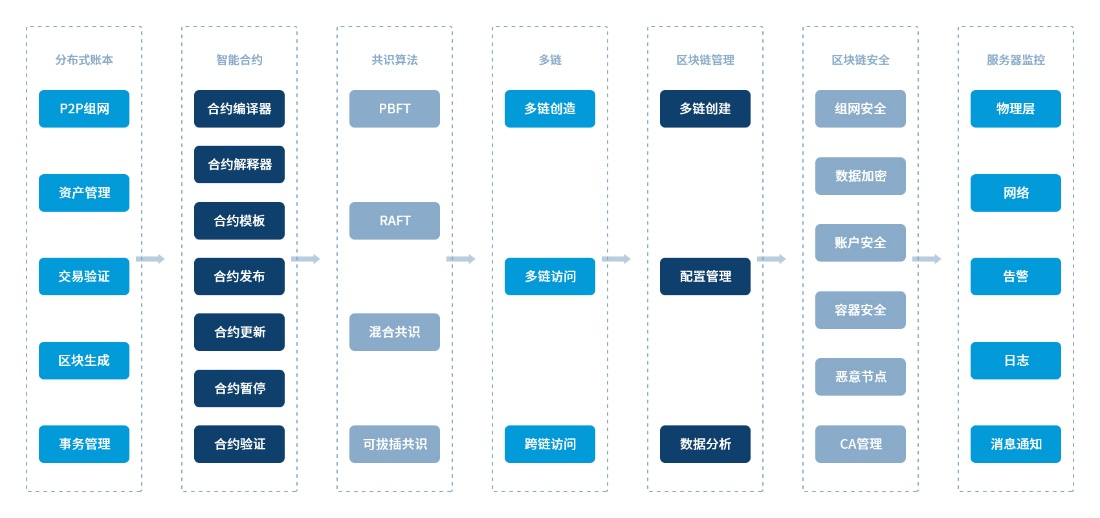 分布式账本
P2P组网
资产管理
交易验证
区块生成
事务管理
智能合约
合约编译器
合约解释器
合约模板
合约发布
合约更新
合约暂停
合约验证
共识算法
PBFT
RAFT
混合共识
可拔插共识
多链
多链创造
多链访问
跨链访问
区块链管理
多链创建
配置管理
数据分析
区块链安全
组网安全
数据加密
账户安全
容器安全
恶意节点
CA管理
服务器监控
物理层
网络
告警
日志
消息通知